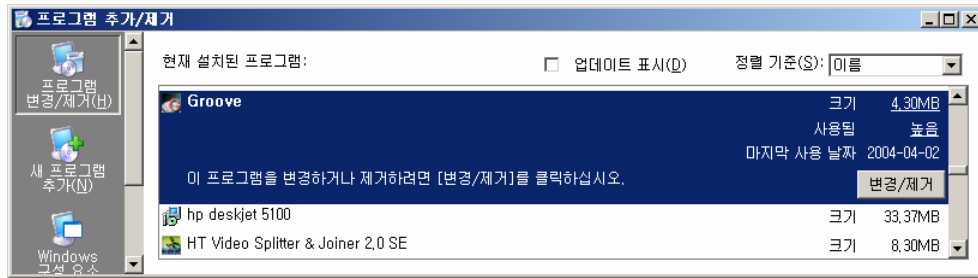 프로그램 추가/제거
프로그램
변경/제거(H)
새 프로그램
추가(N)
Windows
구성 요소
현재 설치된 프로그램:
업데이트 표시(D)
정렬 기준(S): 이름
Groove
크기 4,30MB
사용됨 높음
마지막 사용 날짜 2004-04-02
이 프로그램을 변경하거나 제거하려면 [변경/제거]를 클릭하십시오.
변경/제거
hp deskjet 5100 크기 33,37MB
HT Video Splitter & Joiner 2,0 SE 크기 8,30MB